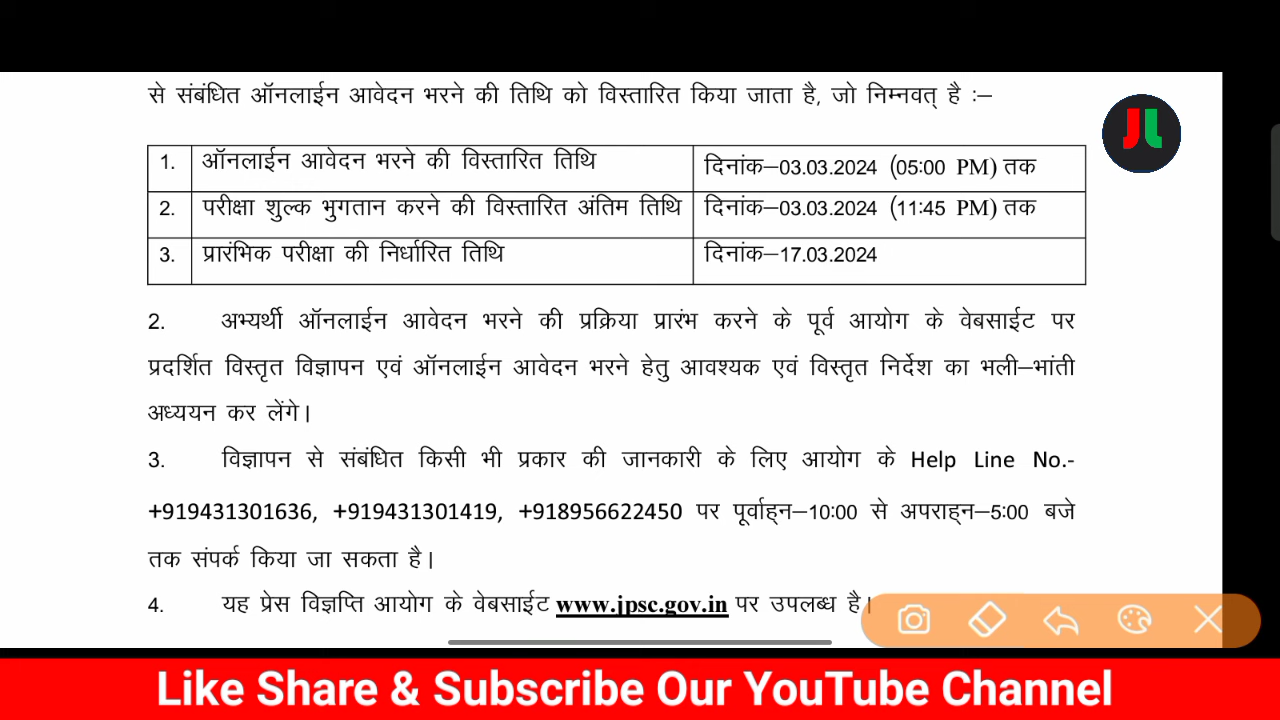 से संबंधित ऑनलाईन आवेदन भरने की तिथि को विस्तारित किया जाता है, जो निम्नवत् है :–
JL
1. ऑनलाईन आवेदन भरने की विस्तारित तिथि दिनांक–03.03.2024 (05:00 PM) तक
2. परीक्षा शुल्क भुगतान करने की विस्तारित अंतिम तिथि दिनांक–03.03.2024 (11:45 PM) तक
3. प्रारंभिक परीक्षा की निर्धारित तिथि दिनांक–17.03.2024
2. अभ्यर्थी ऑनलाईन आवेदन भरने की प्रक्रिया प्रारंभ करने के पूर्व आयोग के वेबसाईट पर
प्रदर्शित विस्तृत विज्ञापन एवं ऑनलाईन आवेदन भरने हेतु आवश्यक एवं विस्तृत निर्देश का भली–भांती
अध्ययन कर लेंगे।
3. विज्ञापन से संबंधित किसी भी प्रकार की जानकारी के लिए आयोग के Help Line No.-
+919431301636, +919431301419, +918956622450 पर पूर्वाह्न–10:00 से अपराह्न–5:00 बजे
तक संपर्क किया जा सकता है।
4. यह प्रेस विज्ञप्ति आयोग के वेबसाईट www.jpsc.gov.in पर उपलब्ध है।
Like Share & Subscribe Our YouTube Channel